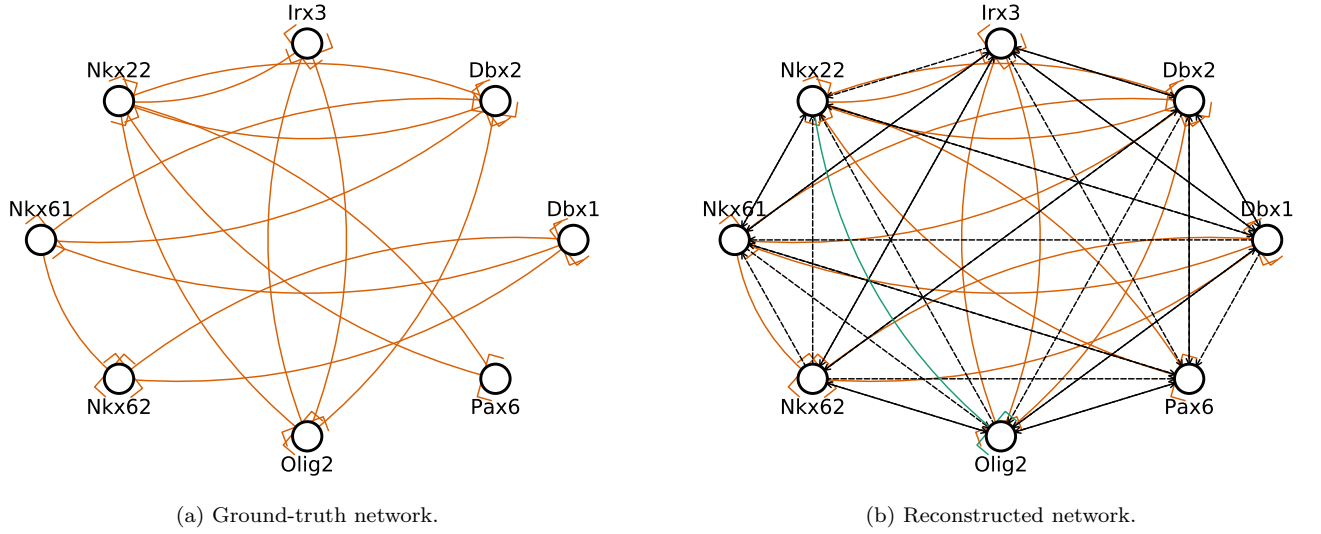 Irx3
Nkx22
Dbx2
Nkx61
Dbx1
Nkx62
Pax6
Olig2
(a) Ground-truth network.
Irx3
Nkx22
Dbx2
Nkx61
Dbx1
Nkx62
Pax6
Olig2
(b) Reconstructed network.